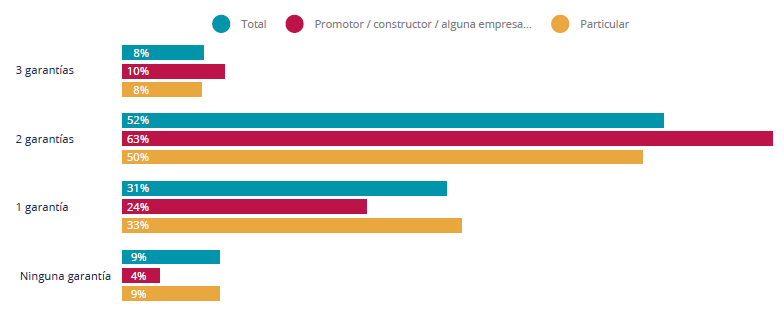 Total Promotor / constructor / alguna empresa... Particular
3 garantías
8%
10%
8%
2 garantías
52%
63%
50%
1 garantía
31%
24%
33%
Ninguna garantía
9%
4%
9%